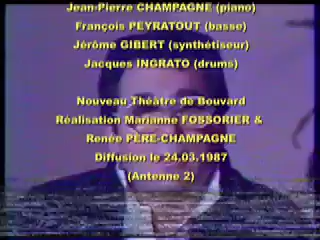 Jean-Pierre CHAMPAGNE (piano)
François PEYRATOUT (basse)
Jérôme GIBERT (synthétiseur)
Jacques INGRATO (drums)
Nouveau Théâtre de Bouvard
Réalisation Marianne FOSSORIER &
Renée PÈRE-CHAMPAGNE
Diffusion le 24.03.1987
(Antenne 2)